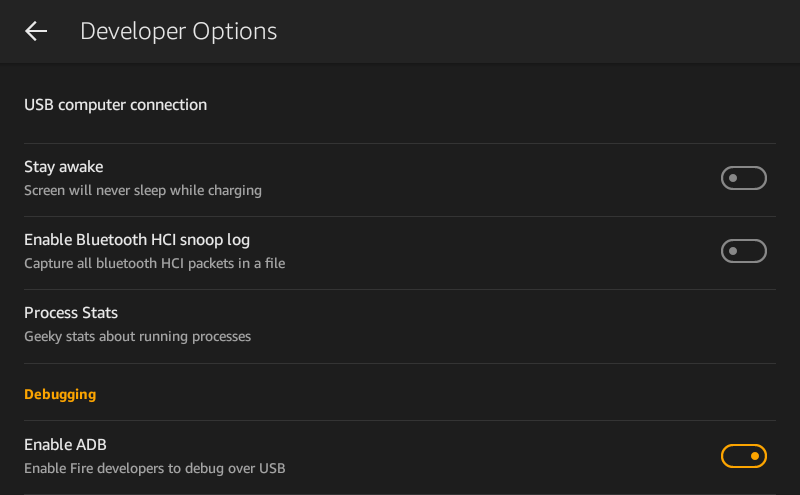 Developer Options
USB computer connection
Stay awake
Screen will never sleep while charging
Enable Bluetooth HCI snoop log
Capture all bluetooth HCI packets in a file
Process Stats
Geeky stats about running processes
Debugging
Enable ADB
Enable Fire developers to debug over USB